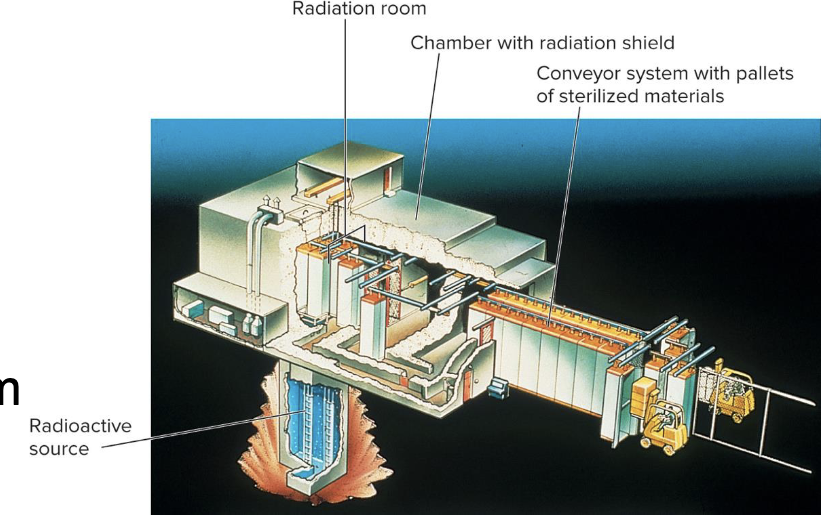 Radiation room
Chamber with radiation shield
Conveyor system with pallets
of sterilized materials
Radioactive
source